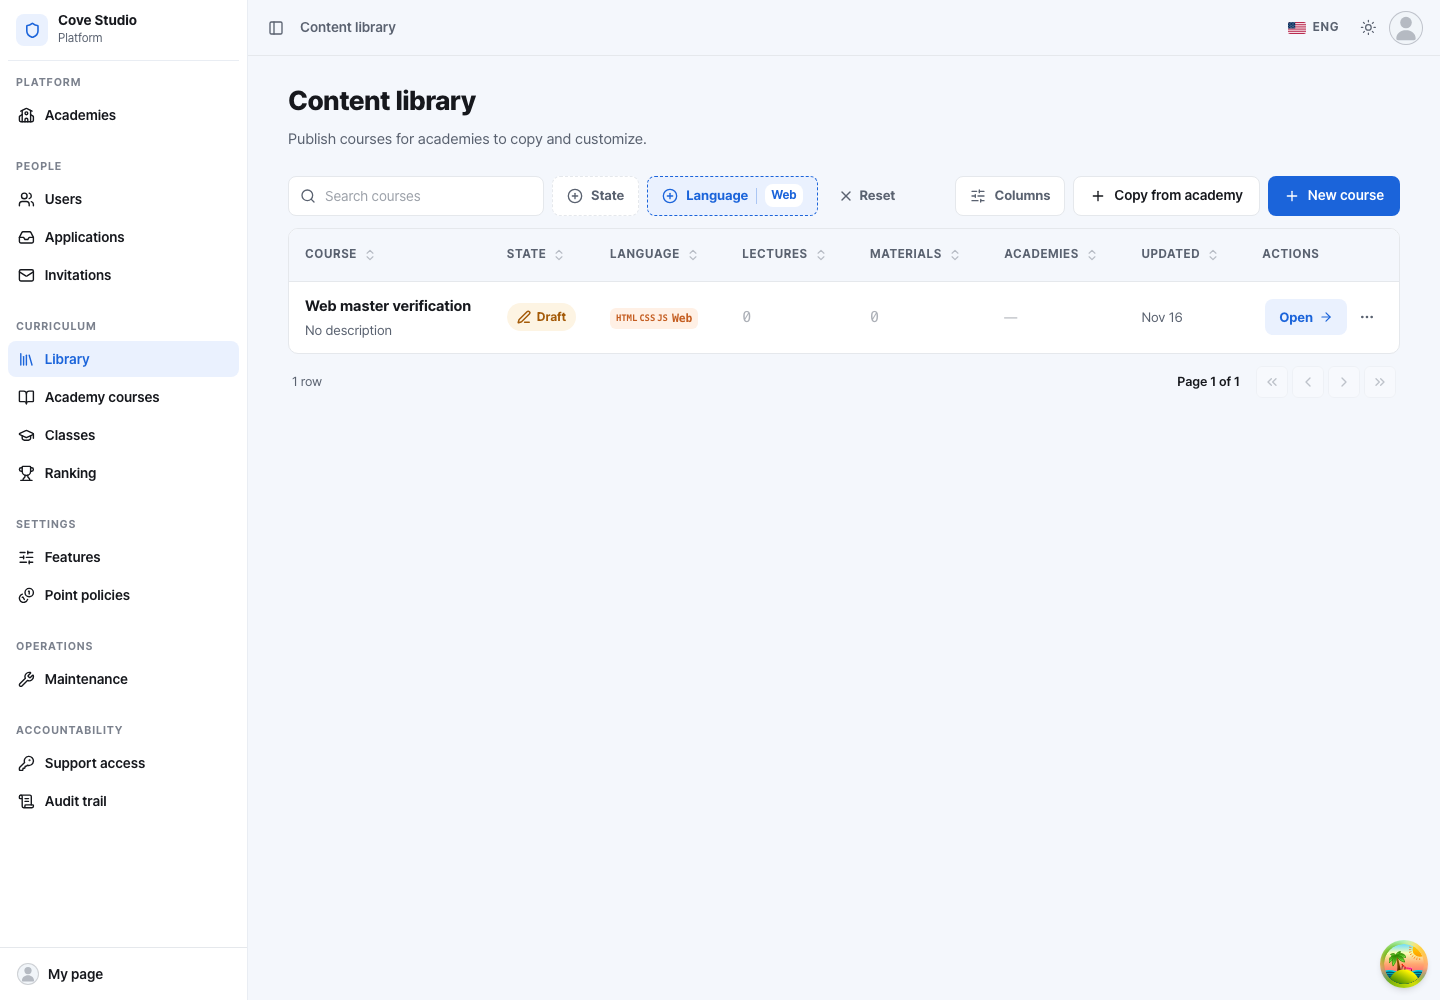 Cove Studio
Platform
PLATFORM
Academies
PEOPLE
Users
Applications
Invitations
CURRICULUM
Library
Academy courses
Classes
Ranking
SETTINGS
Features
Point policies
OPERATIONS
Maintenance
ACCOUNTABILITY
Support access
Audit trail
My page
Content library
ENG
Content library
Publish courses for academies to copy and customize.
Search courses
State
Language
Web
Reset
Columns
Copy from academy
New course
COURSE
STATE
LANGUAGE
LECTURES
MATERIALS
ACADEMIES
UPDATED
ACTIONS
Web master verification
No description
Draft
HTML CSS JS Web
0
0
—
Nov 16
Open
1 row
Page 1 of 1